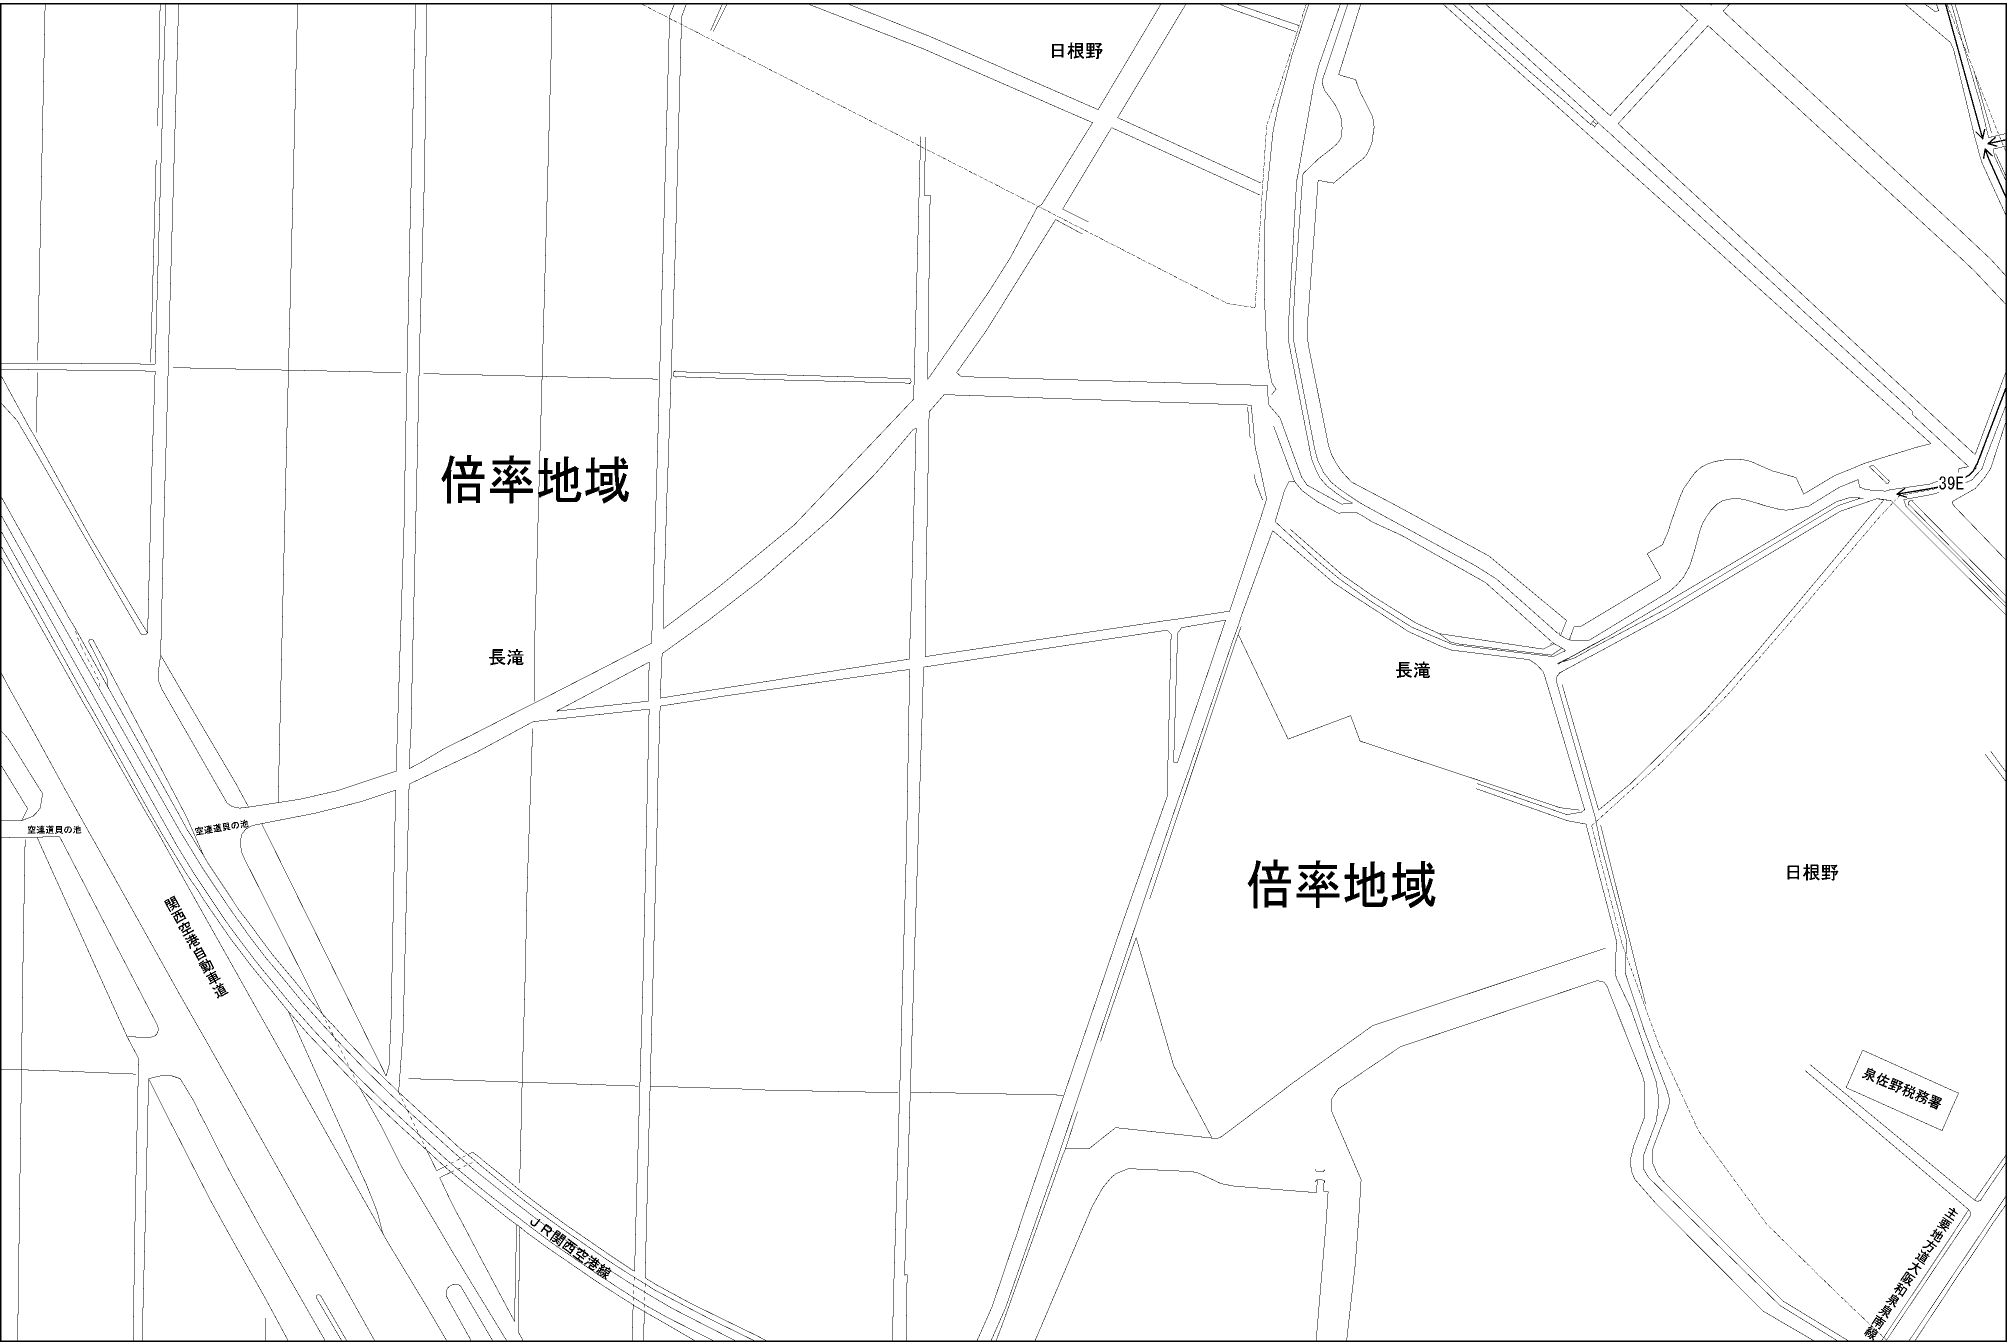 日根野
倍率地域
39E
長滝
長滝
空連道貝の池
空連道貝の池
倍率地域
日根野
関西空港自動車道
泉佐野税務署
JR関西空港線
主要地方道大阪和泉泉南線